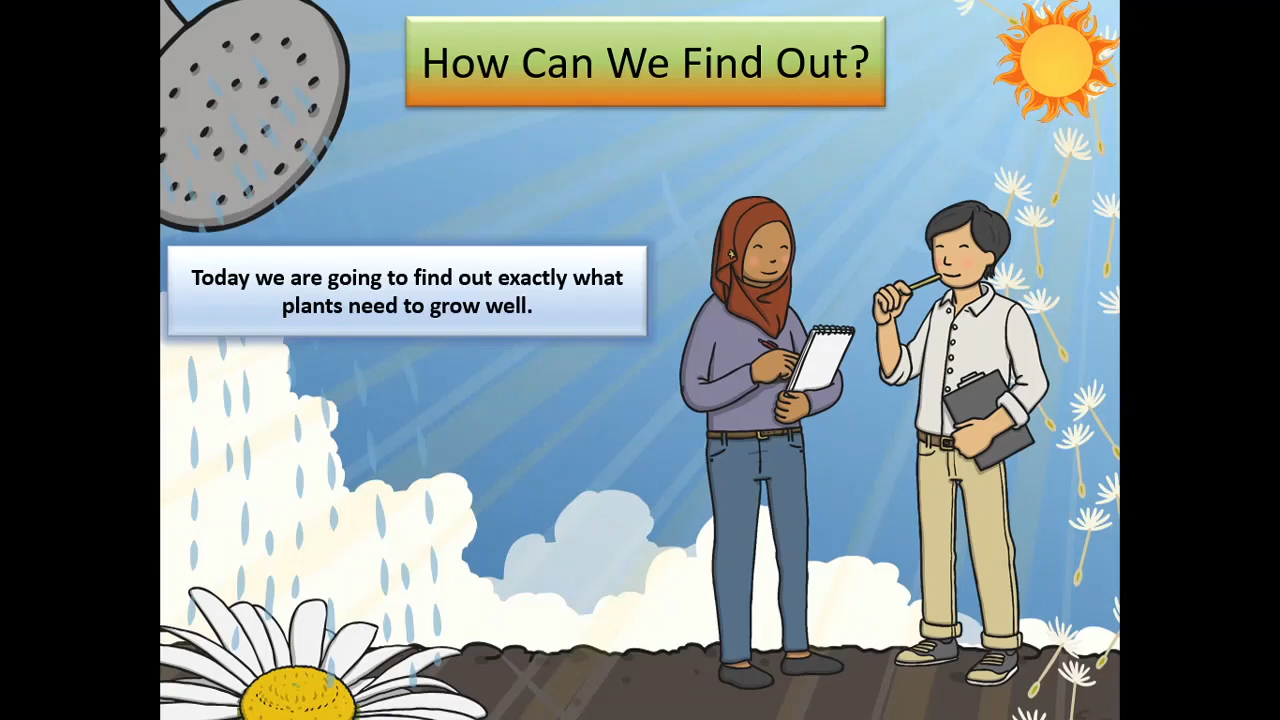 How Can We Find Out?
Today we are going to find out exactly what
plants need to grow well.